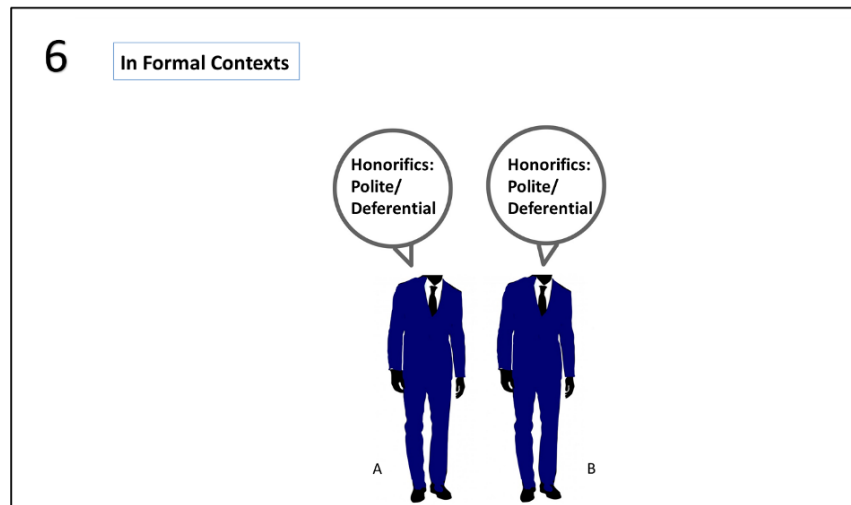 6
In Formal Contexts
Honorifics:
Polite/
Deferential
Honorifics:
Polite/
Deferential
A
B